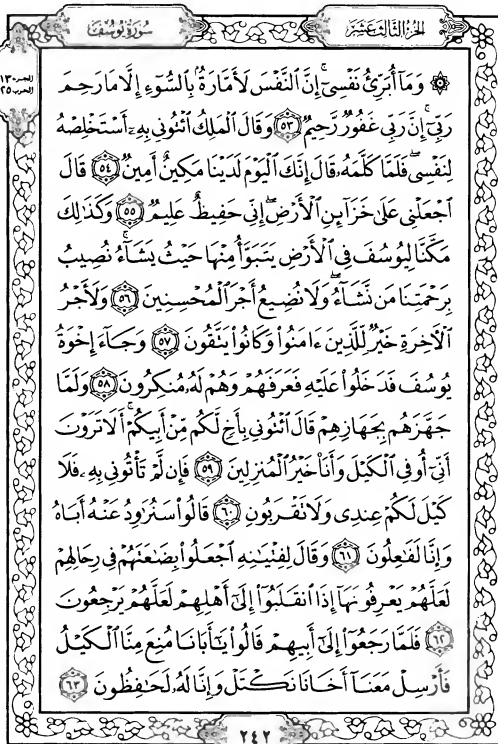 الجزء الثالث عشر
سورة يوسف
الجزء ١٣
الحزب ٢٥
۞ وَمَآ أُبَرِّئُ نَفْسِىٓ ۚ إِنَّ ٱلنَّفْسَ لَأَمَّارَةٌۢ بِٱلسُّوٓءِ إِلَّا مَا رَحِمَ
رَبِّىٓ ۚ إِنَّ رَبِّى غَفُورٌ رَّحِيمٌ ۝٥٣ وَقَالَ ٱلْمَلِكُ ٱئْتُونِى بِهِۦٓ أَسْتَخْلِصْهُ
لِنَفْسِى ۖ فَلَمَّا كَلَّمَهُۥ قَالَ إِنَّكَ ٱلْيَوْمَ لَدَيْنَا مَكِينٌ أَمِينٌ ۝٥٤ قَالَ
ٱجْعَلْنِى عَلَىٰ خَزَآئِنِ ٱلْأَرْضِ ۖ إِنِّى حَفِيظٌ عَلِيمٌ ۝٥٥ وَكَذَٰلِكَ
مَكَّنَّا لِيُوسُفَ فِى ٱلْأَرْضِ يَتَبَوَّأُ مِنْهَا حَيْثُ يَشَآءُ ۚ نُصِيبُ
بِرَحْمَتِنَا مَن نَّشَآءُ ۖ وَلَا نُضِيعُ أَجْرَ ٱلْمُحْسِنِينَ ۝٥٦ وَلَأَجْرُ
ٱلْءَاخِرَةِ خَيْرٌ لِّلَّذِينَ ءَامَنُوا۟ وَكَانُوا۟ يَتَّقُونَ ۝٥٧ وَجَآءَ إِخْوَةُ
يُوسُفَ فَدَخَلُوا۟ عَلَيْهِ فَعَرَفَهُمْ وَهُمْ لَهُۥ مُنكِرُونَ ۝٥٨ وَلَمَّا
جَهَّزَهُم بِجَهَازِهِمْ قَالَ ٱئْتُونِى بِأَخٍ لَّكُم مِّنْ أَبِيكُمْ ۚ أَلَا تَرَوْنَ
أَنِّىٓ أُوفِى ٱلْكَيْلَ وَأَنَا۠ خَيْرُ ٱلْمُنزِلِينَ ۝٥٩ فَإِن لَّمْ تَأْتُونِى بِهِۦ فَلَا
كَيْلَ لَكُمْ عِندِى وَلَا تَقْرَبُونِ ۝٦٠ قَالُوا۟ سَنُرَٰوِدُ عَنْهُ أَبَاهُ
وَإِنَّا لَفَٰعِلُونَ ۝٦١ وَقَالَ لِفِتْيَٰنِهِ ٱجْعَلُوا۟ بِضَٰعَتَهُمْ فِى رِحَالِهِمْ
لَعَلَّهُمْ يَعْرِفُونَهَآ إِذَا ٱنقَلَبُوٓا۟ إِلَىٰٓ أَهْلِهِمْ لَعَلَّهُمْ يَرْجِعُونَ
۝٦٢ فَلَمَّا رَجَعُوٓا۟ إِلَىٰٓ أَبِيهِمْ قَالُوا۟ يَٰٓأَبَانَا مُنِعَ مِنَّا ٱلْكَيْلُ
فَأَرْسِلْ مَعَنَآ أَخَانَا نَكْتَلْ وَإِنَّا لَهُۥ لَحَٰفِظُونَ ۝٦٣
٢٤٢